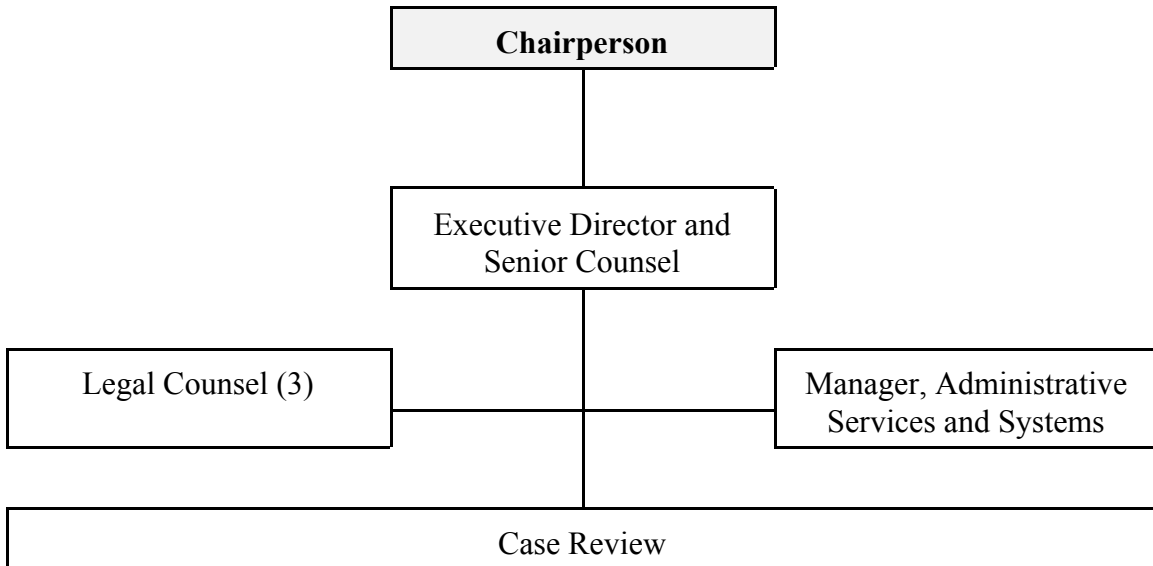 Chairperson
Executive Director and
Senior Counsel
Legal Counsel (3)
Manager, Administrative
Services and Systems
Case Review